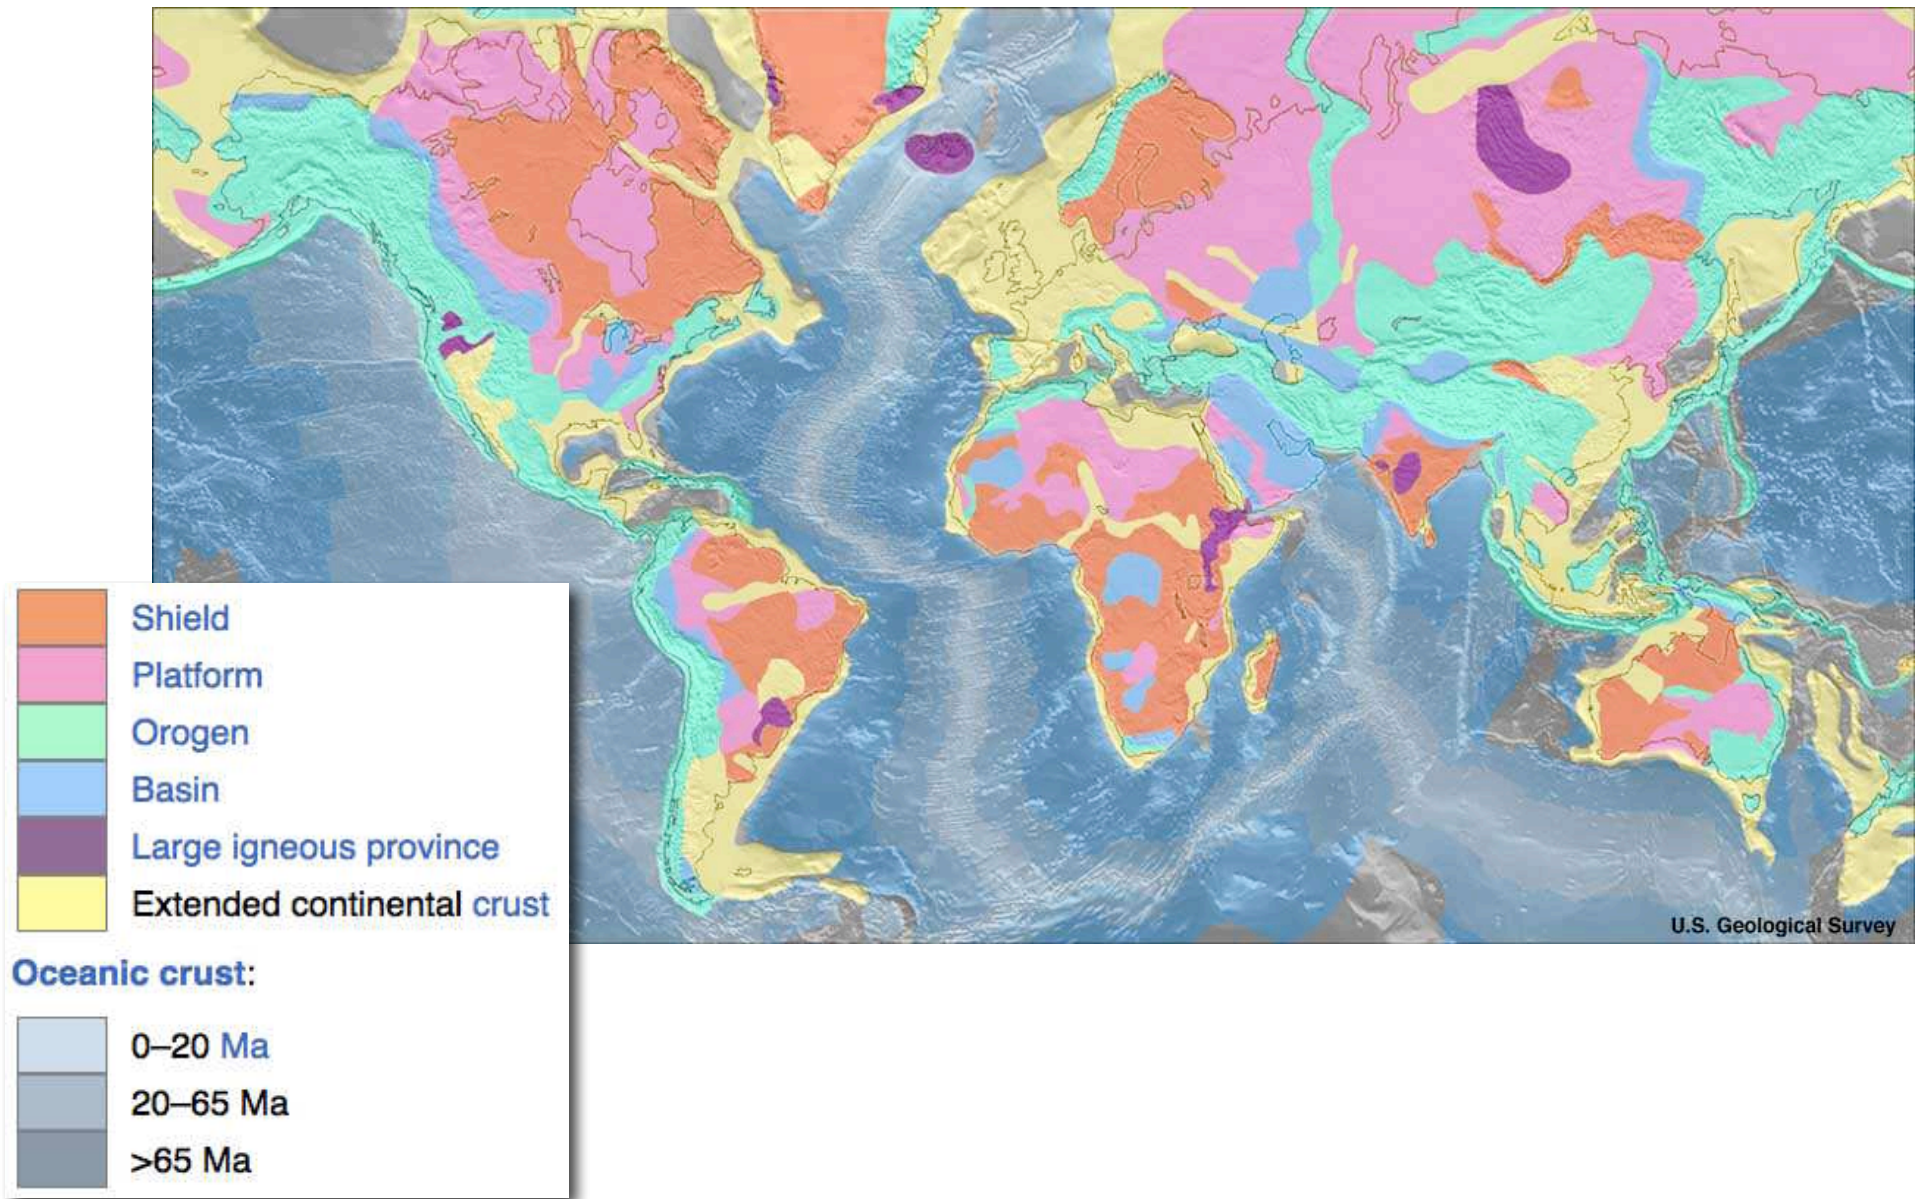 Shield
Platform
Orogen
Basin
Large igneous province
Extended continental crust
Oceanic crust:
0–20 Ma
20–65 Ma
>65 Ma
U.S. Geological Survey